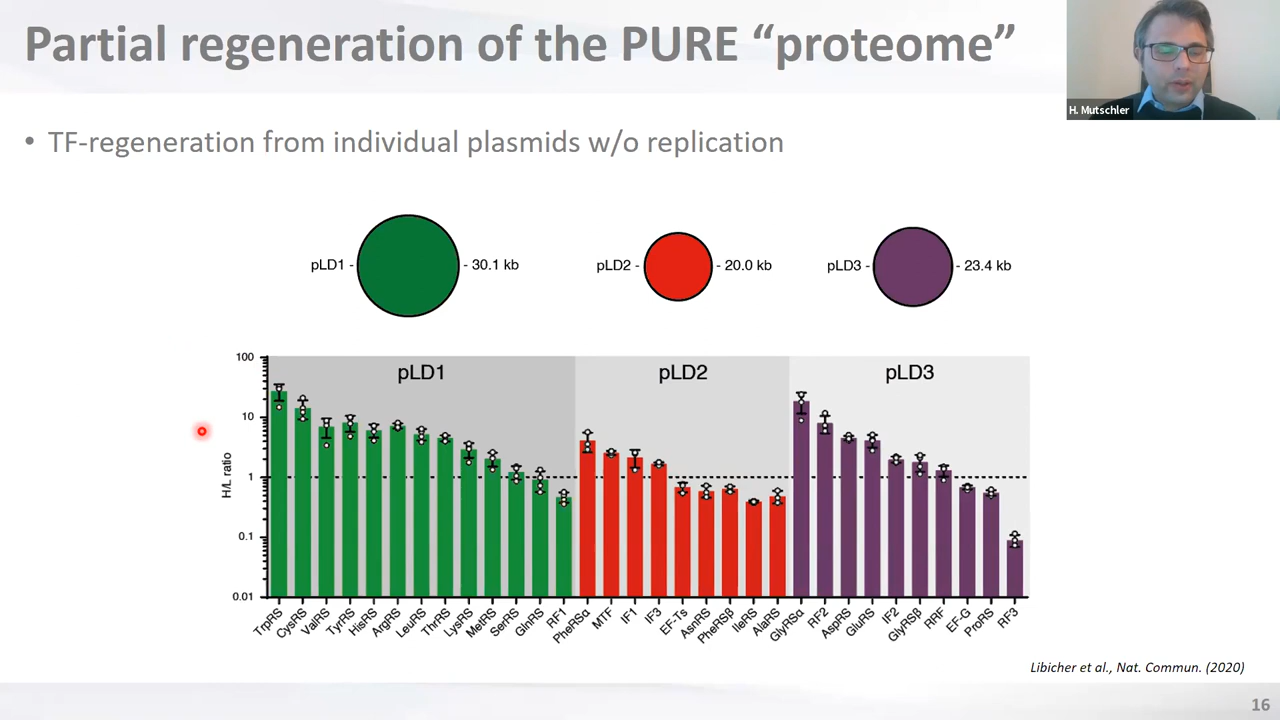 Partial regeneration of the PURE “proteome”
H. Mutschler
• TF-regeneration from individual plasmids w/o replication
pLD1 - - 30.1 kb
pLD2 - - 20.0 kb
pLD3 - - 23.4 kb
pLD1 pLD2 pLD3
100
10
1
0.1
0.01
H/L ratio
TrpRS CysRS ValRS TyrRS HisRS ArgRS LeuRS ThrRS LysRS MetRS SerRS GlnRS RF1 PheRSα MTF IF1 IF3 EF-Ts AsnRS PheRSβ IleRS AlaRS GlyRSα RF2 AspRS GluRS IF2 GlyRSβ RRF EF-G ProRS RF3
Libicher et al., Nat. Commun. (2020)
16